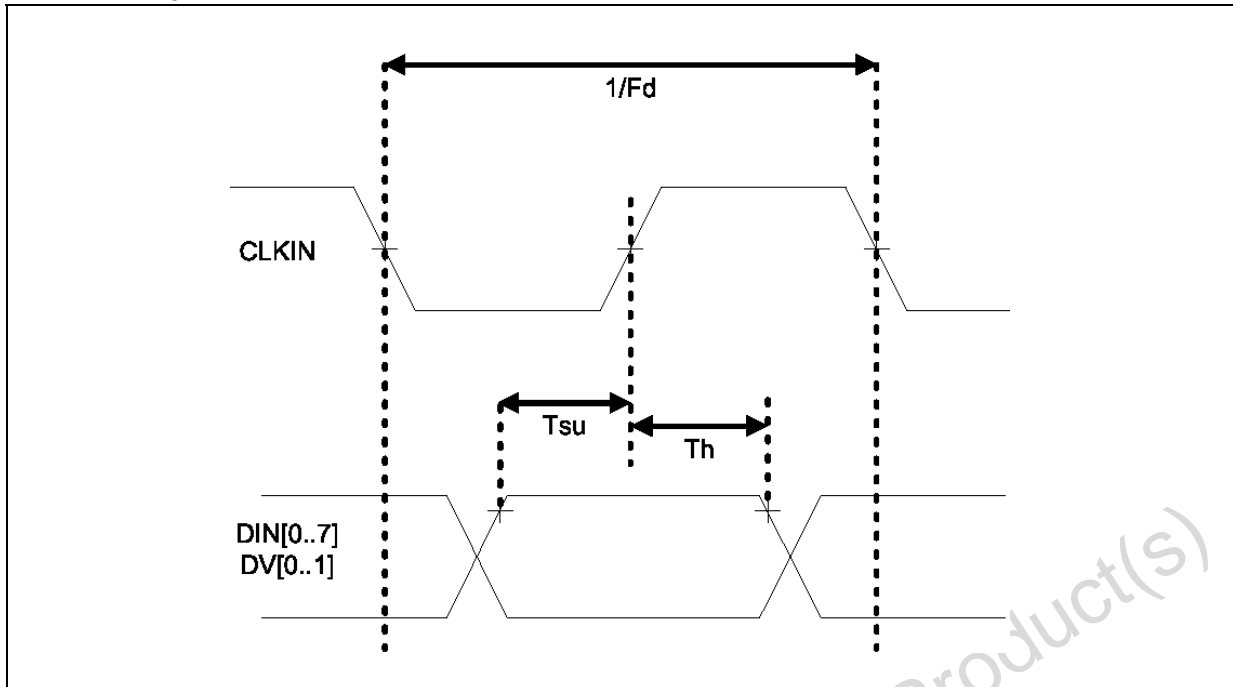 1/Fd
CLKIN
Tsu
Th
DIN[0..7]
DV[0..1]
Product(s)